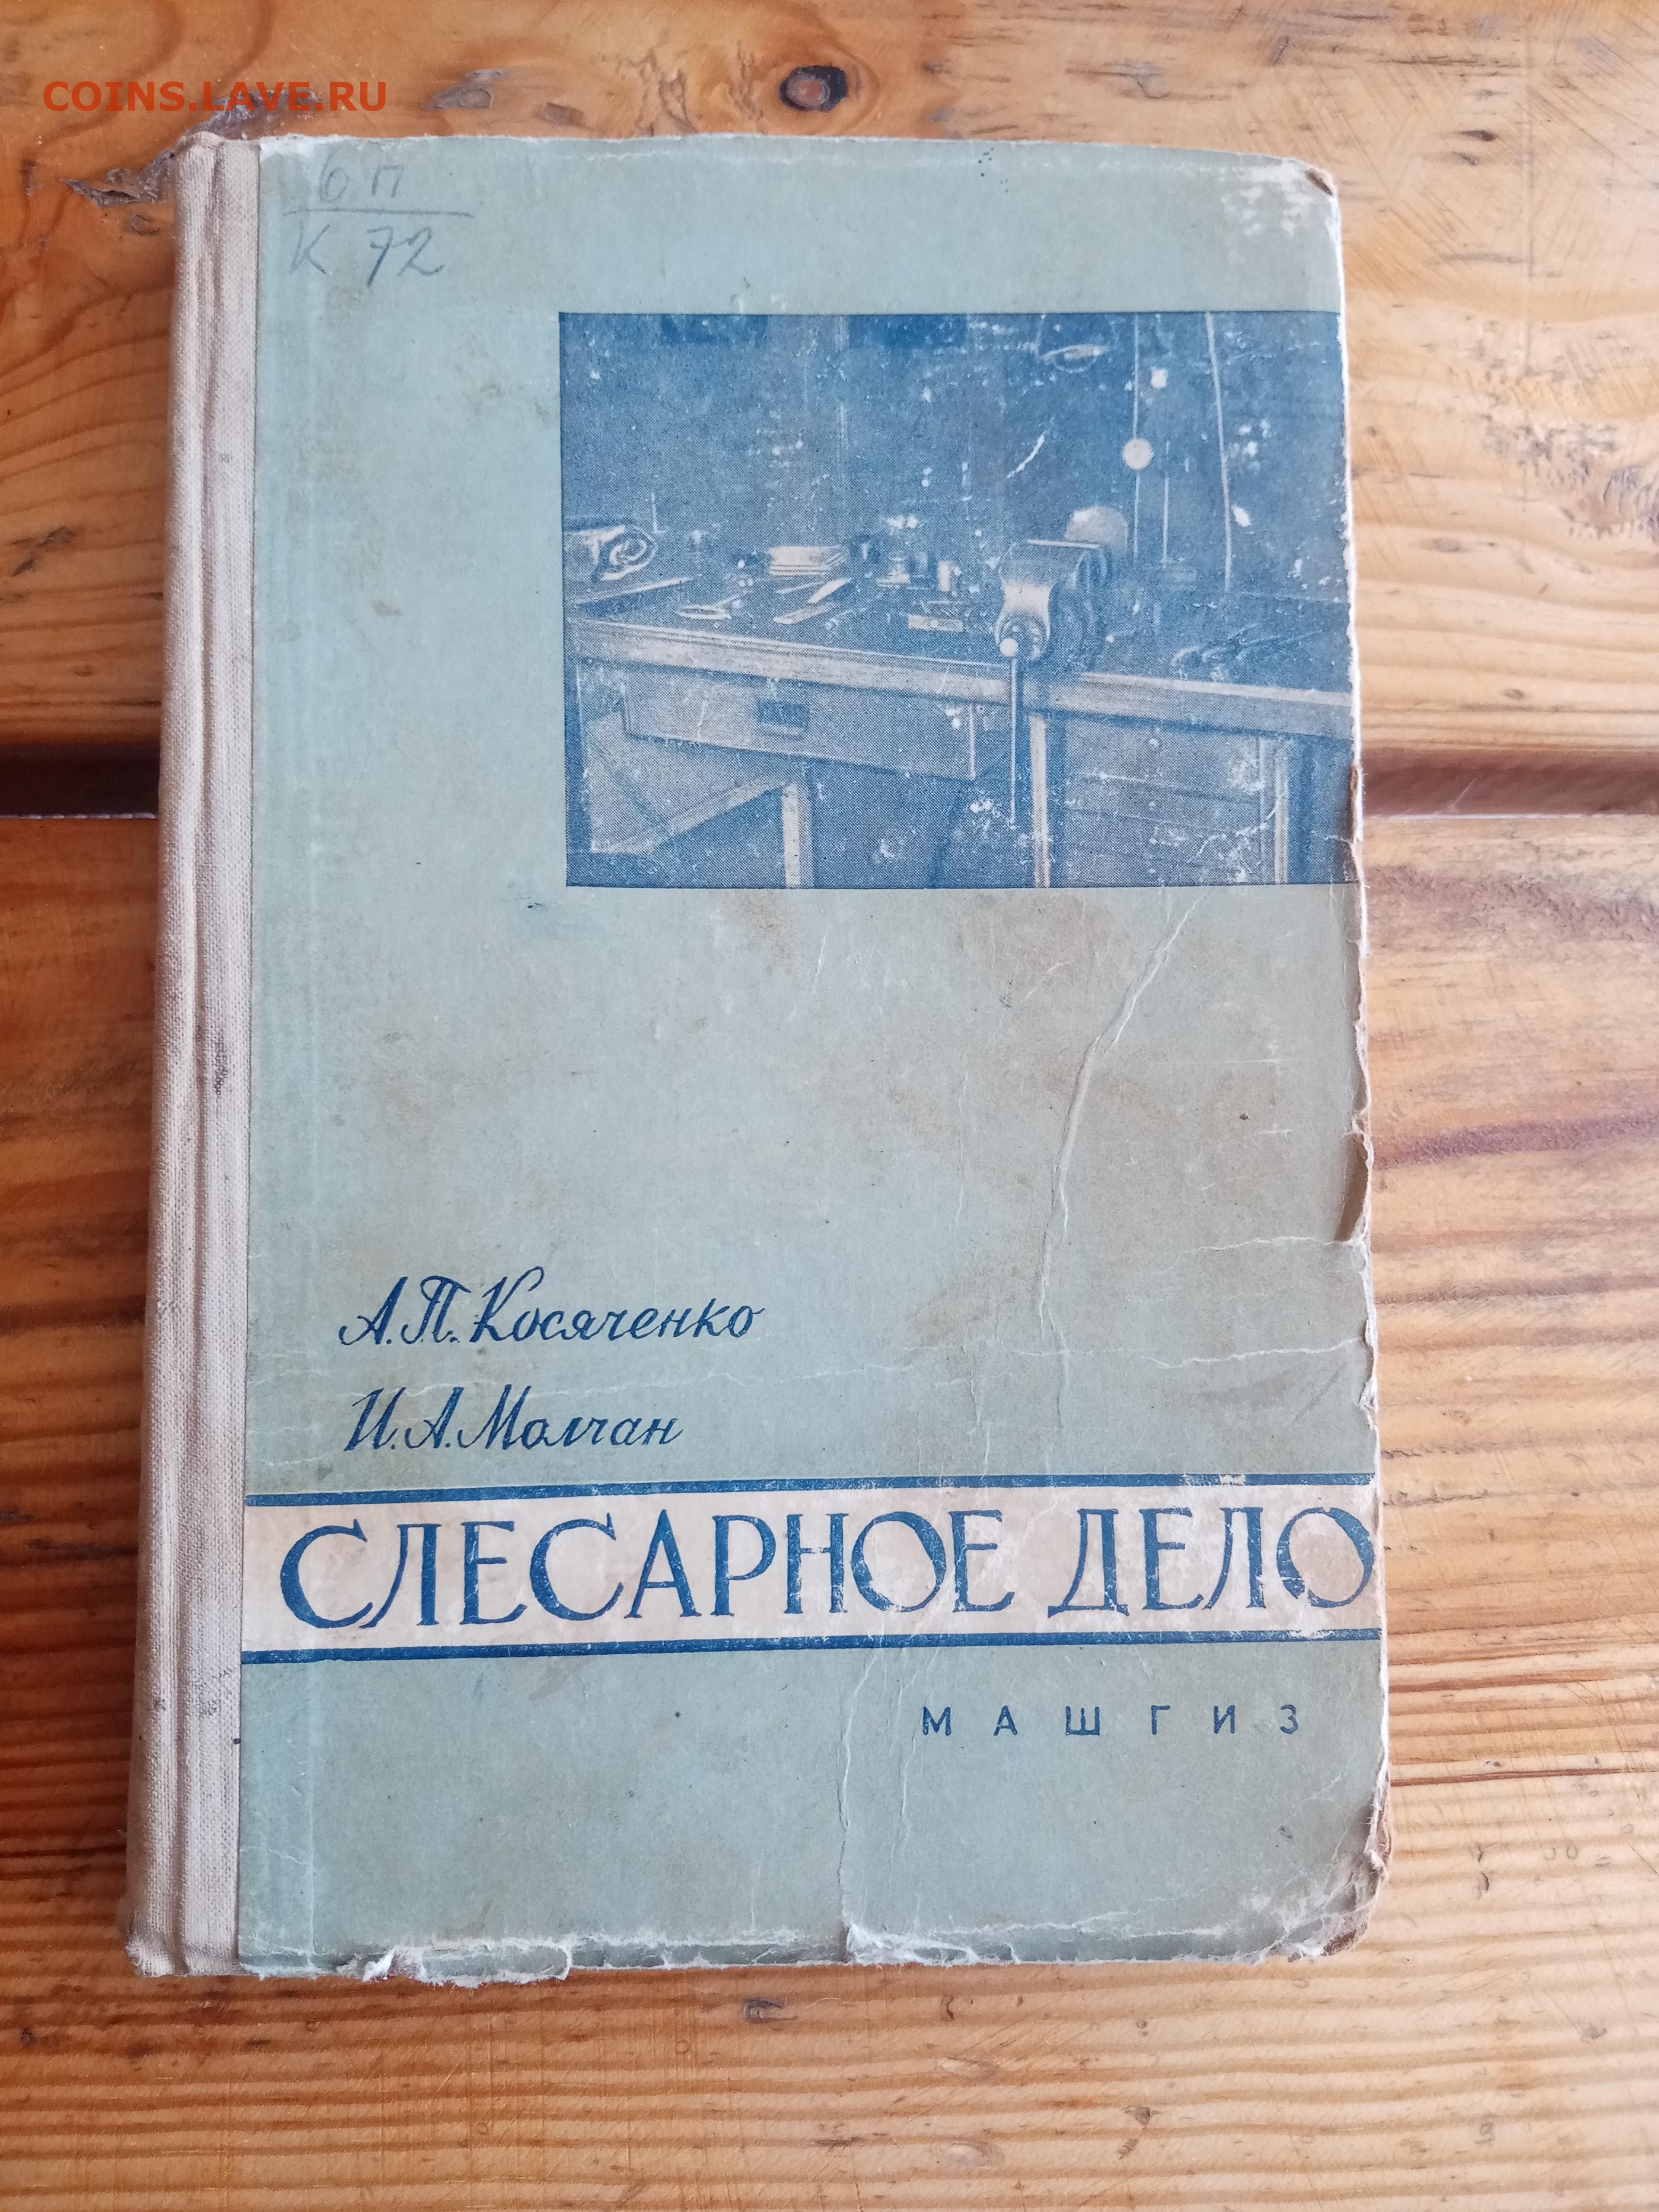 COINS.LAVE.RU
6П
К 72
А.П.Косяченко
И.А.Молчан
СЛЕСАРНОЕ ДЕЛО
МАШГИЗ